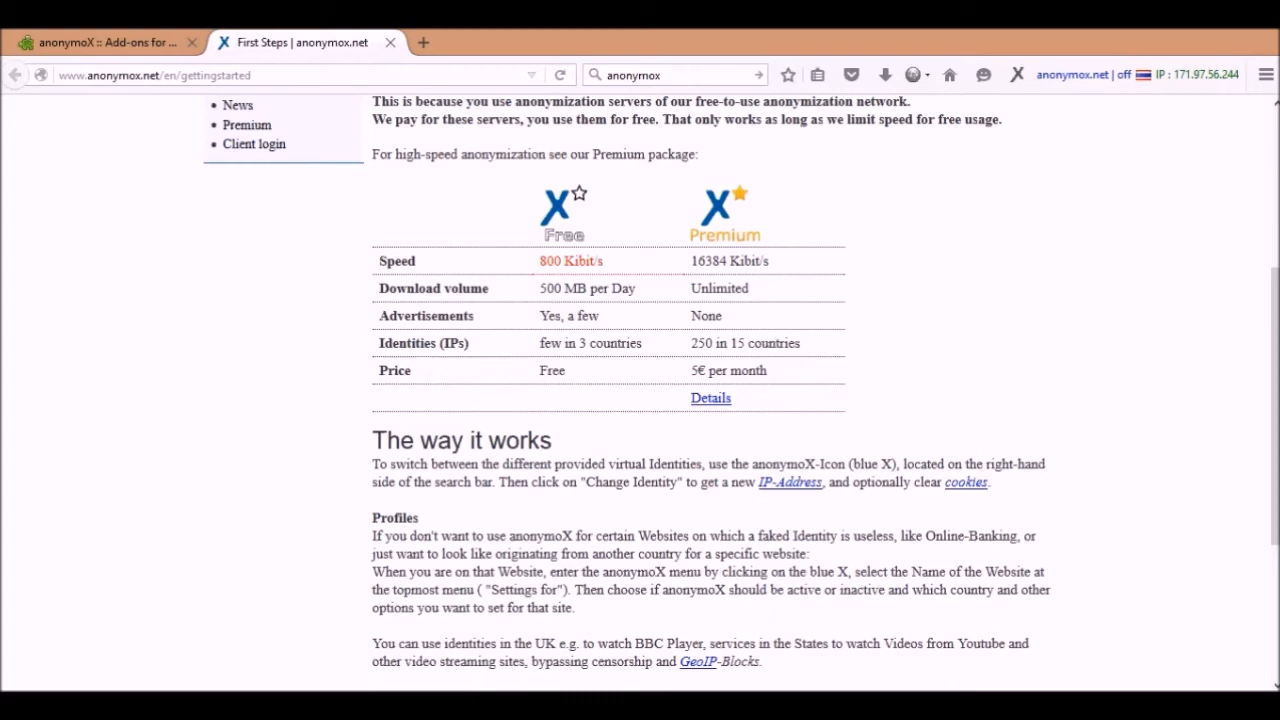 anonymoX :: Add-ons for ...
First Steps | anonymox.net
www.anonymox.net/en/gettingstarted
anonymox
anonymox.net | off
IP : 171.97.56.244
News
Premium
Client login
This is because you use anonymization servers of our free-to-use anonymization network.
We pay for these servers, you use them for free. That only works as long as we limit speed for free usage.
For high-speed anonymization see our Premium package:
X Free
X Premium
Speed 800 Kibit/s 16384 Kibit/s
Download volume 500 MB per Day Unlimited
Advertisements Yes, a few None
Identities (IPs) few in 3 countries 250 in 15 countries
Price Free 5€ per month
Details
The way it works
To switch between the different provided virtual Identities, use the anonymoX-Icon (blue X), located on the right-hand
side of the search bar. Then click on "Change Identity" to get a new IP-Address, and optionally clear cookies.
Profiles
If you don't want to use anonymoX for certain Websites on which a faked Identity is useless, like Online-Banking, or
just want to look like originating from another country for a specific website:
When you are on that Website, enter the anonymoX menu by clicking on the blue X, select the Name of the Website at
the topmost menu ( "Settings for"). Then choose if anonymoX should be active or inactive and which country and other
options you want to set for that site.
You can use identities in the UK e.g. to watch BBC Player, services in the States to watch Videos from Youtube and
other video streaming sites, bypassing censorship and GeoIP-Blocks.